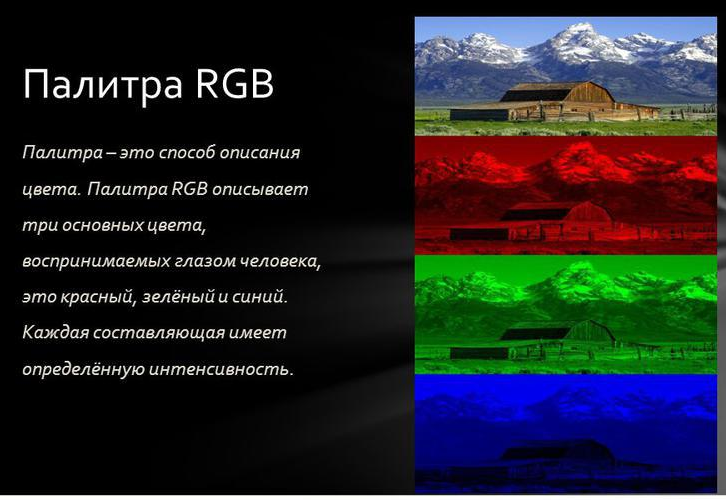 Палитра RGB
Палитра – это способ описания
цвета. Палитра RGB описывает
три основных цвета,
воспринимаемых глазом человека,
это красный, зелёный и синий.
Каждая составляющая имеет
определённую интенсивность.